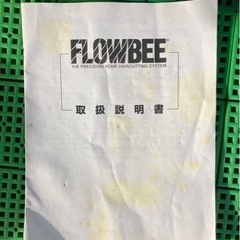 FLOWBEE
THE PRECISION HOME HAIRCUTTING SYSTEM
取扱説明書